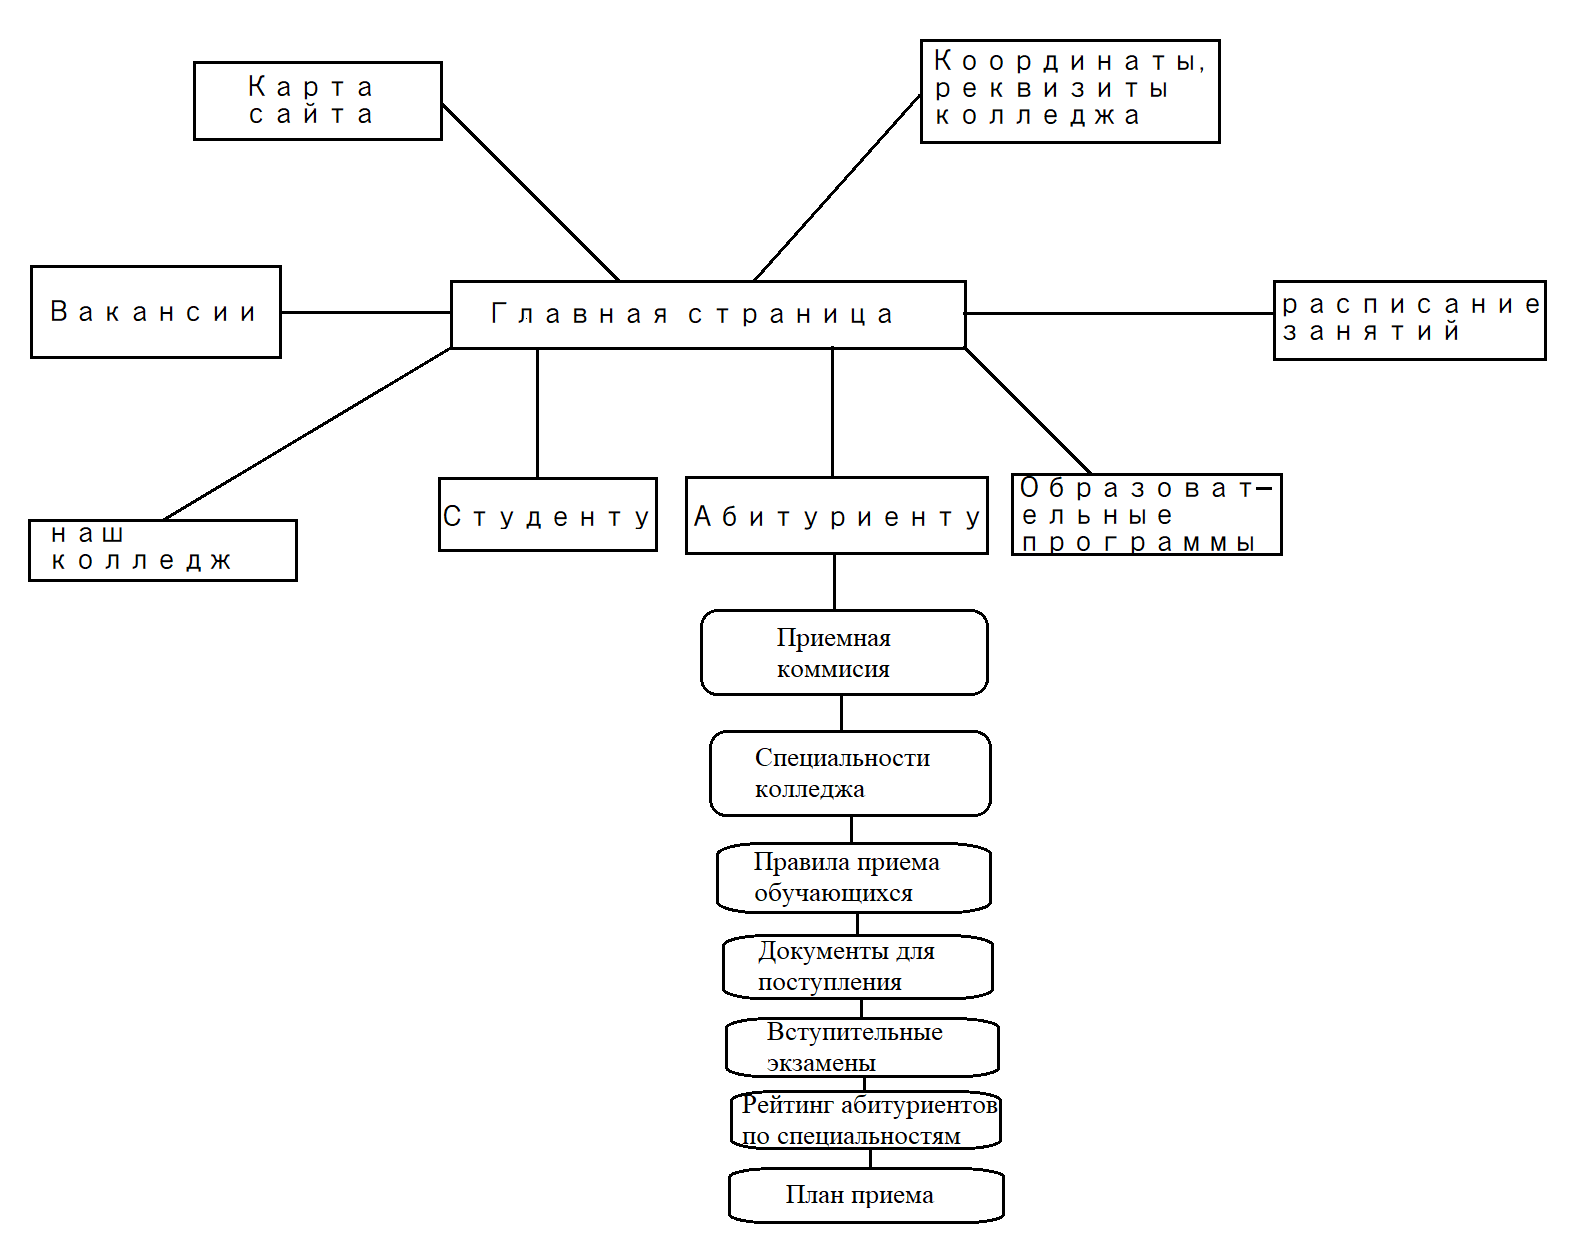 Карта
сайта
Координаты,
реквизиты
колледжа
Вакансии
Главная страница
расписание
занятий
наш
колледж
Студенту
Абитуриенту
Образоват-
ельные
программы
Приемная
коммисия
Специальности
колледжа
Правила приема
обучающихся
Документы для
поступления
Вступительные
экзамены
Рейтинг абитуриентов
по специальностям
План приема